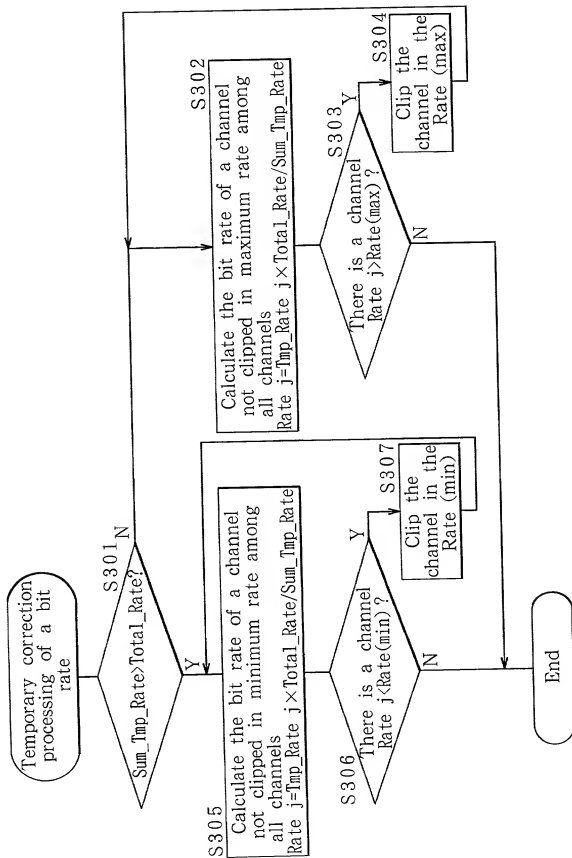 Temporary correction
processing of a bit
rate
S301
Sum_Tmp_Rate>Total_Rate?
N
Y
S305
Calculate the bit rate of a channel
not clipped in minimum rate among
all channels
Rate j=Tmp_Rate j×Total_Rate/Sum_Tmp_Rate
S306
There is a channel
Rate j<Rate(min)?
Y
N
S307
Clip the
channel in the
Rate (min)
S302
Calculate the bit rate of a channel
not clipped in maximum rate among
all channels
Rate j=Tmp_Rate j×Total_Rate/Sum_Tmp_Rate
S303
There is a channel
Rate j>Rate(max)?
Y
N
S304
Clip the
channel in the
Rate (max)
End